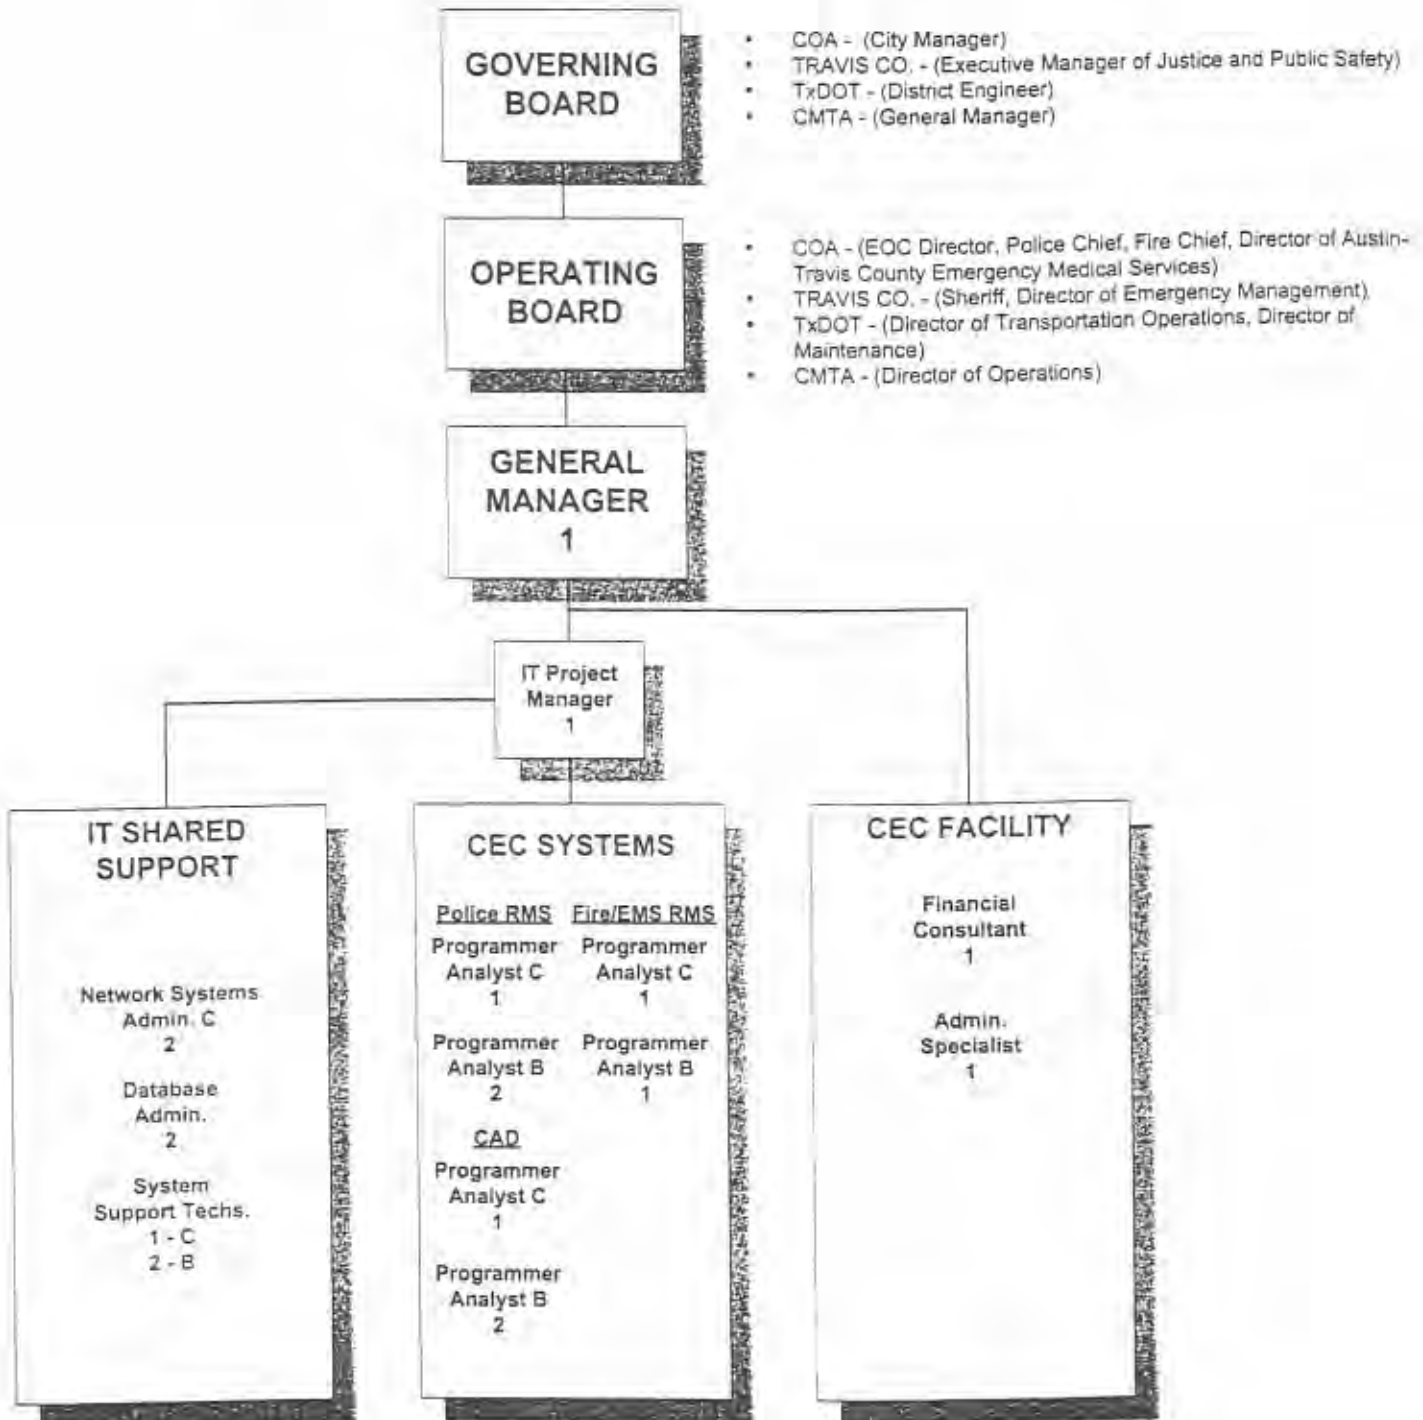 GOVERNING
BOARD
• COA - (City Manager)
• TRAVIS CO. - (Executive Manager of Justice and Public Safety)
• TxDOT - (District Engineer)
• CMTA - (General Manager)
OPERATING
BOARD
• COA - (EOC Director, Police Chief, Fire Chief, Director of Austin-
Travis County Emergency Medical Services)
• TRAVIS CO. - (Sheriff, Director of Emergency Management)
• TxDOT - (Director of Transportation Operations, Director of
Maintenance)
• CMTA - (Director of Operations)
GENERAL
MANAGER
1
IT Project
Manager
1
IT SHARED
SUPPORT
Network Systems
Admin. C
2
Database
Admin.
2
System
Support Techs.
1 - C
2 - B
CEC SYSTEMS
Police RMS
Programmer
Analyst C
1
Programmer
Analyst B
2
CAD
Programmer
Analyst C
1
Programmer
Analyst B
2
Fire/EMS RMS
Programmer
Analyst C
1
Programmer
Analyst B
1
CEC FACILITY
Financial
Consultant
1
Admin.
Specialist
1